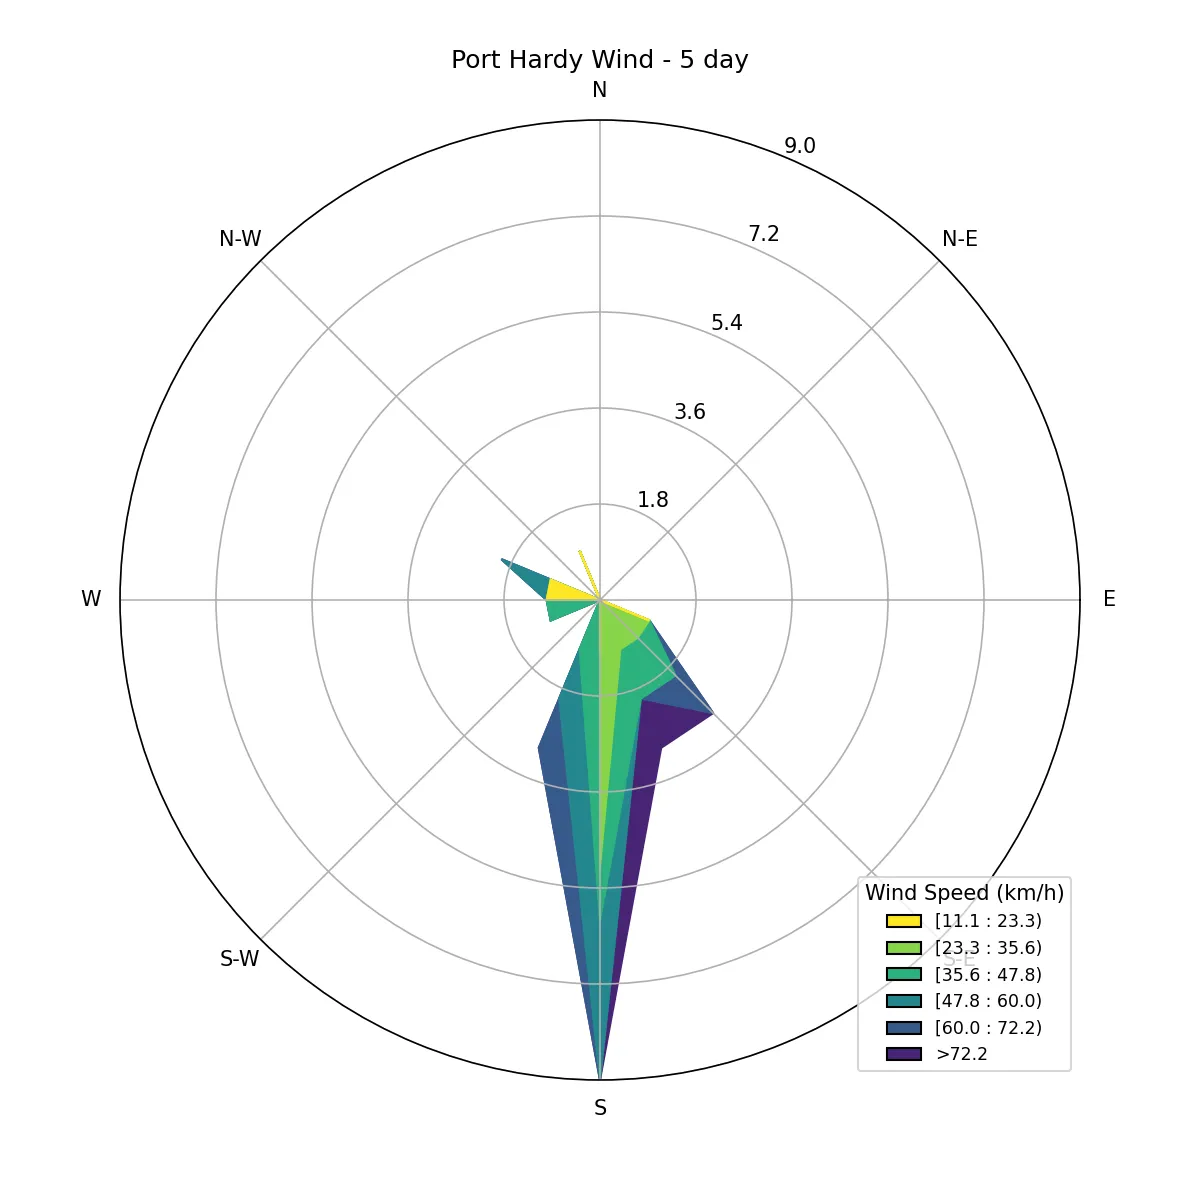 Port Hardy Wind - 5 day
N
9.0
N-W
N-E
7.2
5.4
3.6
1.8
W
E
Wind Speed (km/h)
[11.1 : 23.3)
[23.3 : 35.6)
S-W
S-E
[35.6 : 47.8)
[47.8 : 60.0)
[60.0 : 72.2)
>72.2
S